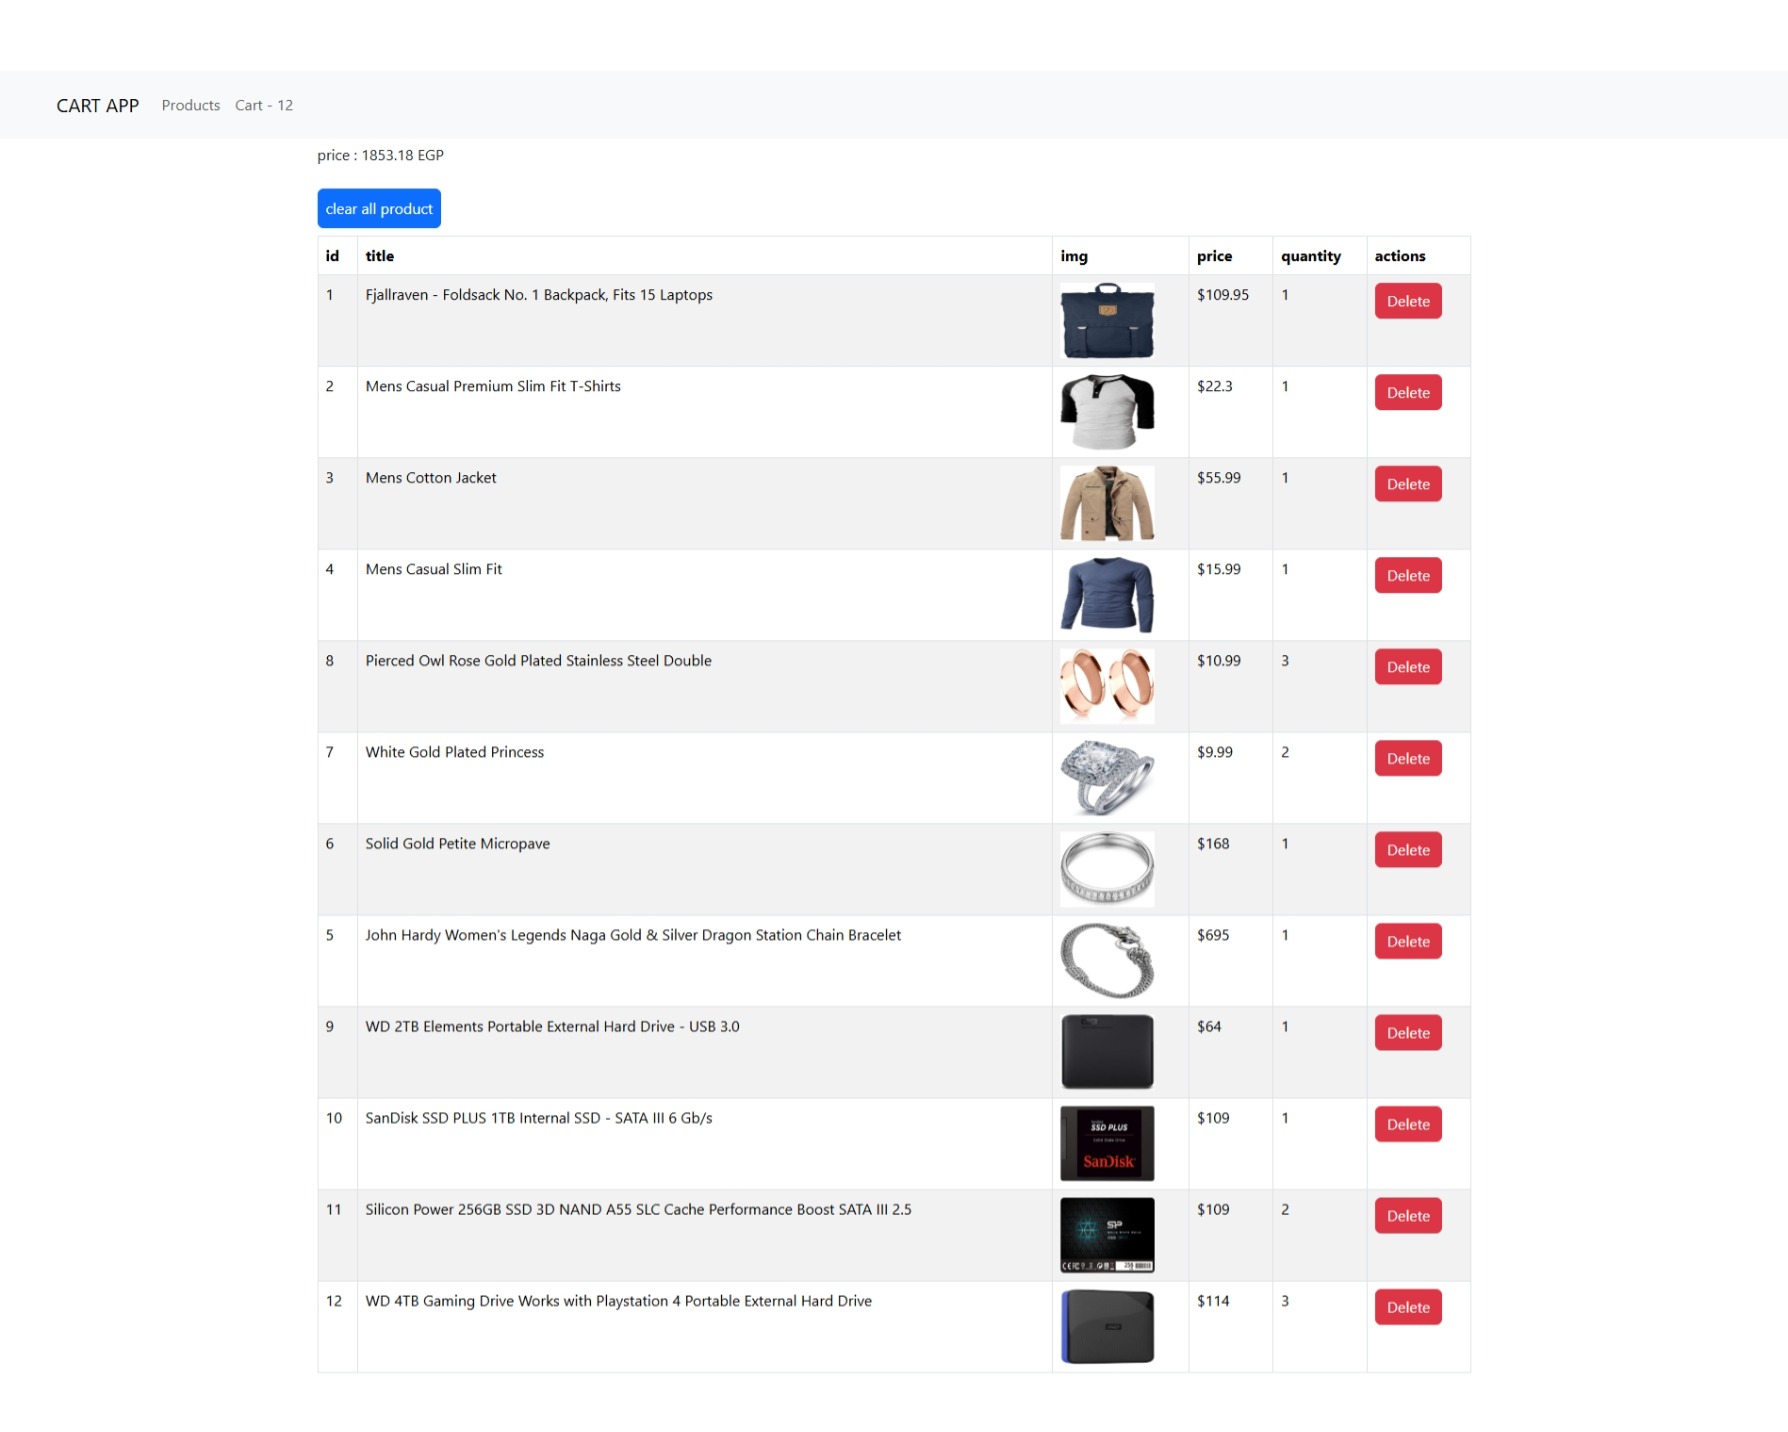 CART APP Products Cart - 12
price : 1853.18 EGP
clear all product
id title img price quantity actions
1 Fjallraven - Foldsack No. 1 Backpack, Fits 15 Laptops $109.95 1 Delete
2 Mens Casual Premium Slim Fit T-Shirts $22.3 1 Delete
3 Mens Cotton Jacket $55.99 1 Delete
4 Mens Casual Slim Fit $15.99 1 Delete
8 Pierced Owl Rose Gold Plated Stainless Steel Double $10.99 3 Delete
7 White Gold Plated Princess $9.99 2 Delete
6 Solid Gold Petite Micropave $168 1 Delete
5 John Hardy Women's Legends Naga Gold & Silver Dragon Station Chain Bracelet $695 1 Delete
9 WD 2TB Elements Portable External Hard Drive - USB 3.0 $64 1 Delete
10 SanDisk SSD PLUS 1TB Internal SSD - SATA III 6 Gb/s $109 1 Delete
SSD PLUS
SanDisk
11 Silicon Power 256GB SSD 3D NAND A55 SLC Cache Performance Boost SATA III 2.5 $109 2 Delete
SP
12 WD 4TB Gaming Drive Works with Playstation 4 Portable External Hard Drive $114 3 Delete